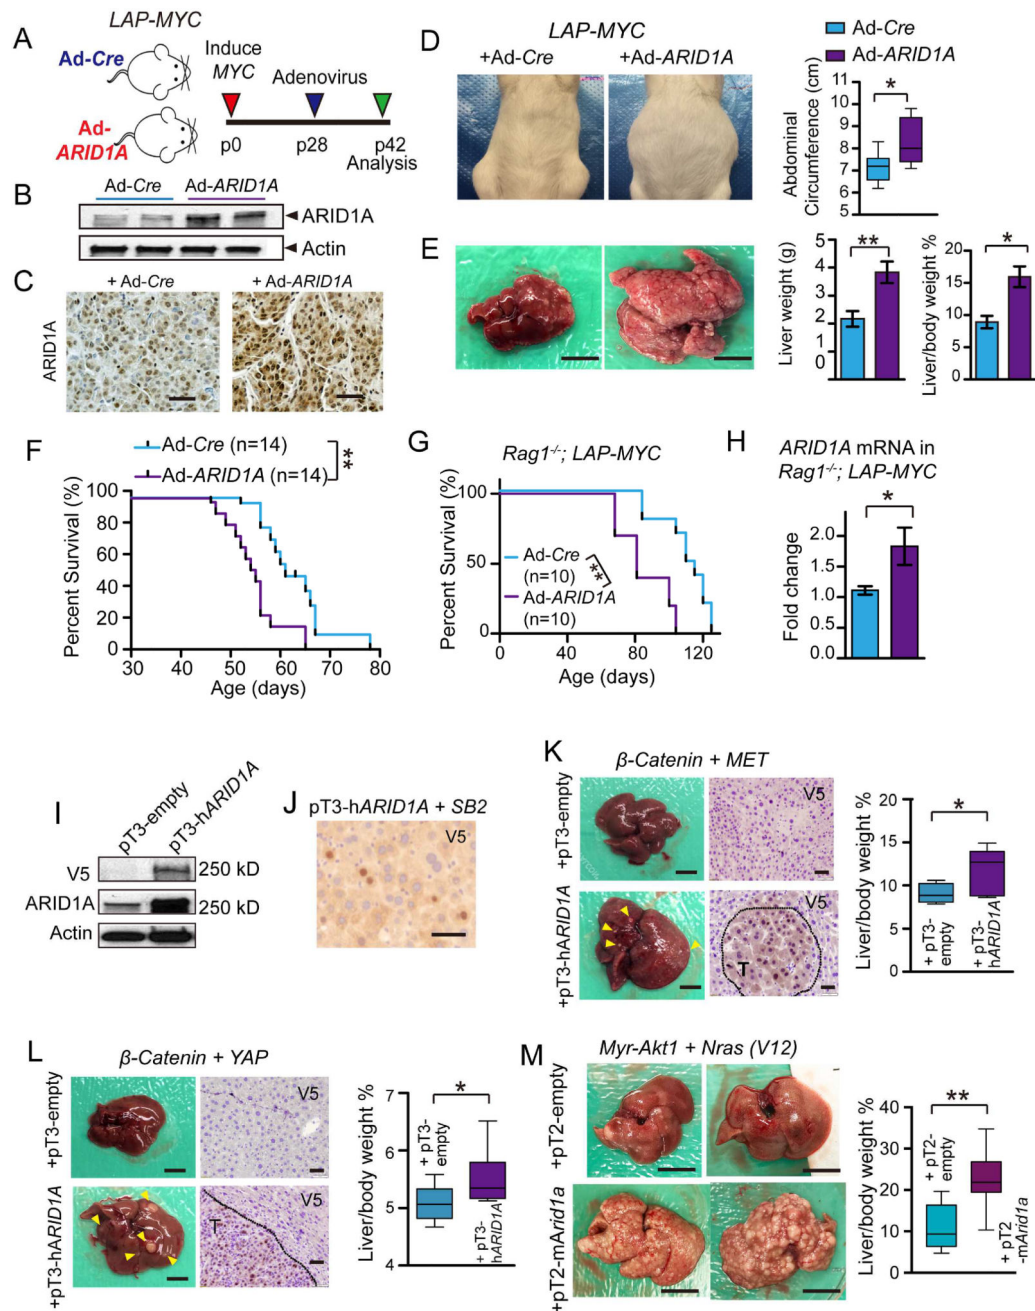 A
LAP-MYC
Ad-Cre
Ad-
ARID1A
Induce
MYC
Adenovirus
p0
p28
p42
Analysis
B
Ad-Cre
Ad-ARID1A
ARID1A
Actin
C
+ Ad-Cre
+ Ad-ARID1A
ARID1A
D
LAP-MYC
+Ad-Cre
+Ad-ARID1A
Ad-Cre
Ad-ARID1A
Abdominal
Circumference (cm)
12
11
10
9
8
7
6
5
*
E
Liver weight (g)
5
4
3
2
1
0
**
Liver/body weight %
20
15
10
5
0
*
F
Ad-Cre (n=14)
Ad-ARID1A (n=14)
**
Percent Survival (%)
100
80
60
40
20
0
30
40
50
60
70
80
Age (days)
G
Rag1-/-; LAP-MYC
Percent Survival (%)
100
50
0
Ad-Cre
(n=10)
Ad-ARID1A
(n=10)
**
0
40
80
120
Age (days)
H
ARID1A mRNA in
Rag1-/-; LAP-MYC
Fold change
2.0
1.5
1.0
0.5
0.0
*
I
pT3-empty
pT3-hARID1A
V5
250 kD
ARID1A
250 kD
Actin
J
pT3-hARID1A + SB2
V5
K
β-Catenin + MET
+pT3-empty
V5
+pT3-hARID1A
V5
T
Liver/body weight %
20
15
10
5
0
*
+ pT3-
empty
+ pT3-
hARID1A
L
β-Catenin + YAP
+pT3-empty
V5
+pT3-hARID1A
V5
T
Liver/body weight %
7
6
5
4
*
+ pT3-
empty
+ pT3-
hARID1A
M
Myr-Akt1 + Nras (V12)
+pT2-empty
+pT2-mArid1a
Liver/body weight %
40
30
20
10
0
**
+ pT2-
empty
+ pT2
-mArid1a